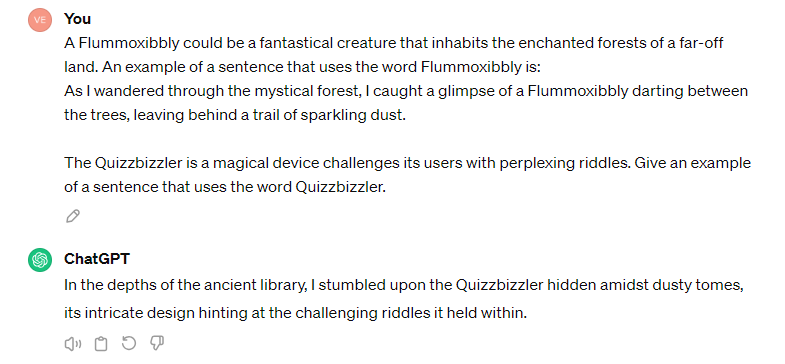 VE
You
A Flummoxibbly could be a fantastical creature that inhabits the enchanted forests of a far-off
land. An example of a sentence that uses the word Flummoxibbly is:
As I wandered through the mystical forest, I caught a glimpse of a Flummoxibbly darting between
the trees, leaving behind a trail of sparkling dust.
The Quizzbizzler is a magical device challenges its users with perplexing riddles. Give an example
of a sentence that uses the word Quizzbizzler.
ChatGPT
In the depths of the ancient library, I stumbled upon the Quizzbizzler hidden amidst dusty tomes,
its intricate design hinting at the challenging riddles it held within.